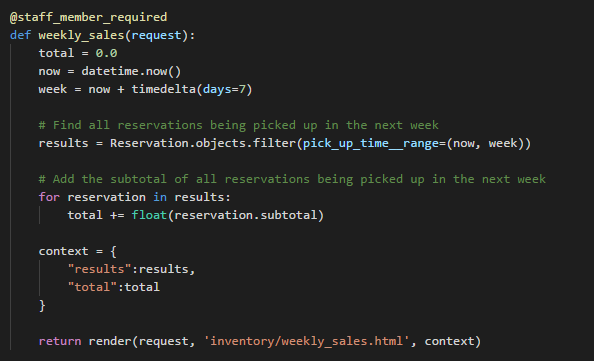 @staff_member_required
def weekly_sales(request):
    total = 0.0
    now = datetime.now()
    week = now + timedelta(days=7)

    # Find all reservations being picked up in the next week
    results = Reservation.objects.filter(pick_up_time__range=(now, week))

    # Add the subtotal of all reservations being picked up in the next week
    for reservation in results:
        total += float(reservation.subtotal)

    context = {
        "results":results,
        "total":total
    }

    return render(request, 'inventory/weekly_sales.html', context)